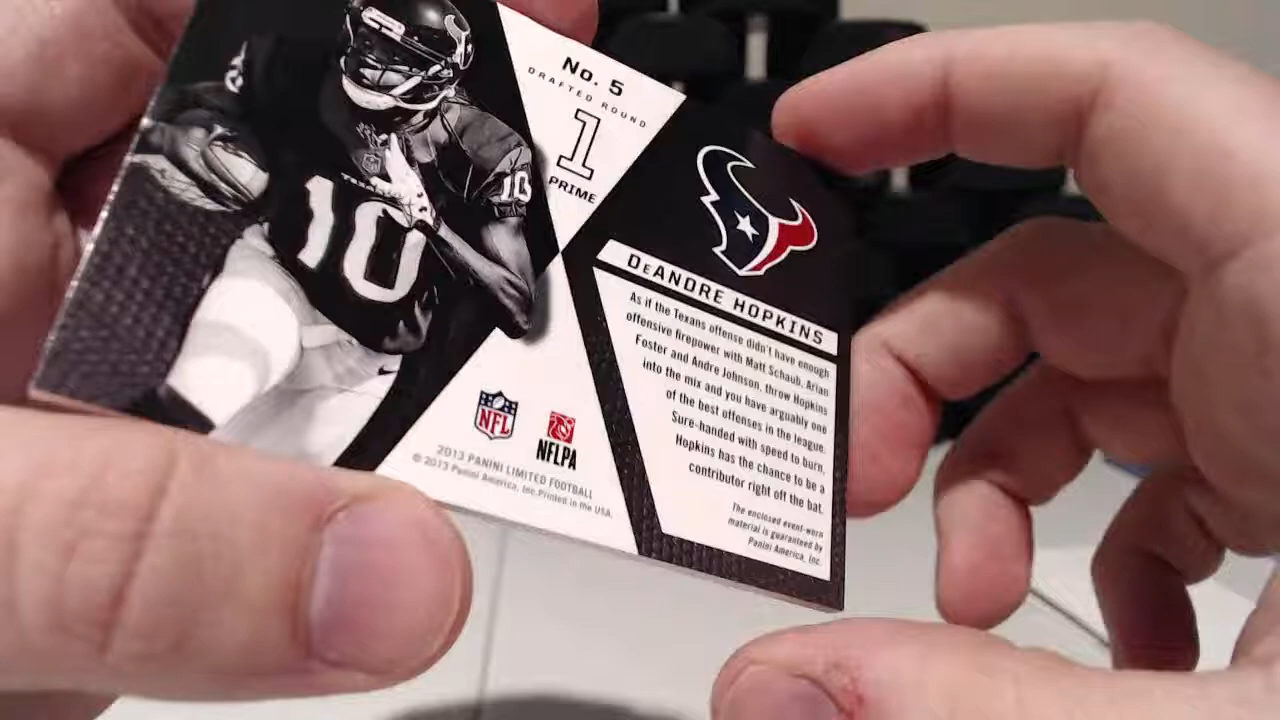 No. 5
DRAFTED ROUND
1
PRIME
10
TEXANS
10
DEANDRE HOPKINS
As if the Texans offense didn't have enough
offensive firepower with Matt Schaub, Arian
Foster and Andre Johnson, throw Hopkins
into the mix and you have arguably one
of the best offenses in the league.
Sure-handed with speed to burn,
Hopkins has the chance to be a
contributor right off the bat.
The enclosed event-worn
material is guaranteed by
Panini America, Inc.
NFL
NFLPA
2013 PANINI LIMITED FOOTBALL
© 2013 Panini America, Inc. Printed in the USA.